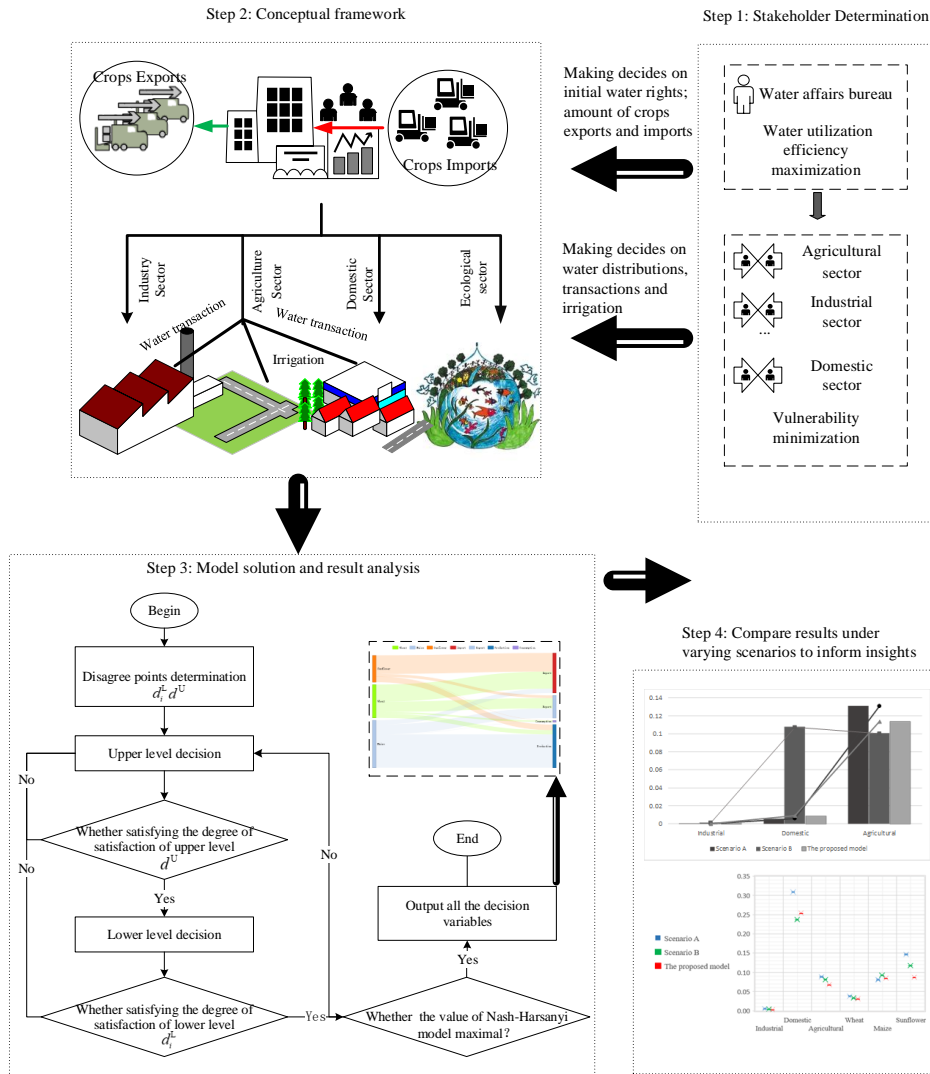 Step 2: Conceptual framework
Step 1: Stakeholder Determination
Crops Exports
Crops Imports
Making decides on
initial water rights;
amount of crops
exports and imports
Water affairs bureau
Water utilization
efficiency
maximization
Industry
Sector
Agriculture
Sector
Domestic
Sector
Ecological
sector
Water transaction
Water transaction
Irrigation
Making decides on
water distributions,
transactions and
irrigation
Agricultural
sector
Industrial
sector
...
Domestic
sector
Vulnerability
minimization
Step 3: Model solution and result analysis
Begin
Disagree points determination
d_i^L d^U
Upper level decision
No
Whether satisfying the degree of
satisfaction of upper level
d^U
No
Yes
Lower level decision
Whether satisfying the degree of
satisfaction of lower level
d_i^L
Yes
No
End
Output all the decision
variables
Yes
Whether the value of Nash-Harsanyi
model maximal?
Step 4: Compare results under
varying scenarios to inform insights
0.14
0.12
0.1
0.08
0.06
0.04
0.02
0
Industrial
Domestic
Agricultural
Scenario A
Scenario B
The proposed model
0.35
0.30
0.25
0.20
0.15
0.10
0.05
0.00
Scenario A
Scenario B
The proposed model
Industrial
Domestic
Agricultural
Wheat
Maize
Sunflower